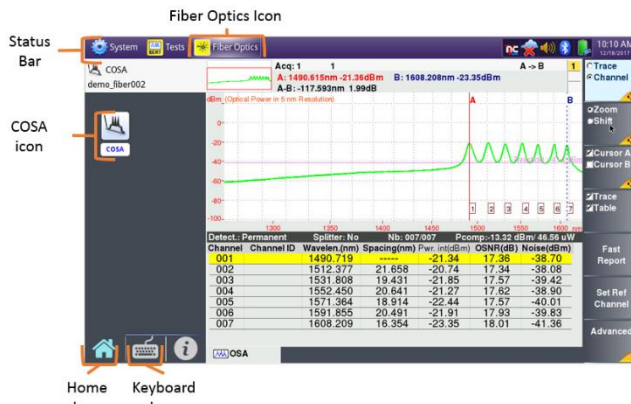 Fiber Optics Icon
Status Bar
System Tests Fiber Optics
10:10 AM
12/18/2017
COSA
demo_fiber002
Acq: 1 1 A -> B 1
A: 1490.615nm -21.36dBm B: 1608.208nm -23.35dBm
A-B: -117.593nm 1.99dB
Trace
Channel
dBm (Optical Power in 5 nm Resolution)
A B
Zoom
Shift
COSA icon
COSA
0
-20
-40
-60
-80
-100
Cursor A
Cursor B
1 2 3 4 5 6 7
1300 1350 1400 1450 1500 1550 1600 nm
Trace
Table
Detect.: Permanent Splitter: No Nb: 007/007 Pcomp:-13.32 dBm/ 46.56 uW
Channel Channel ID Wavelen.(nm) Spacing(nm) Pwr. int(dBm) OSNR(dB) Noise(dBm)
001 1490.719 ----- -21.34 17.36 -38.70
002 1512.377 21.658 -20.74 17.34 -38.08
003 1531.808 19.431 -21.85 17.57 -39.42
004 1552.450 20.641 -21.27 17.62 -38.90
005 1571.364 18.914 -22.44 17.57 -40.01
006 1591.855 20.491 -21.91 17.93 -39.83
007 1608.209 16.354 -23.35 18.01 -41.36
Fast Report
Set Ref Channel
Advanced
OSA
Home
Keyboard